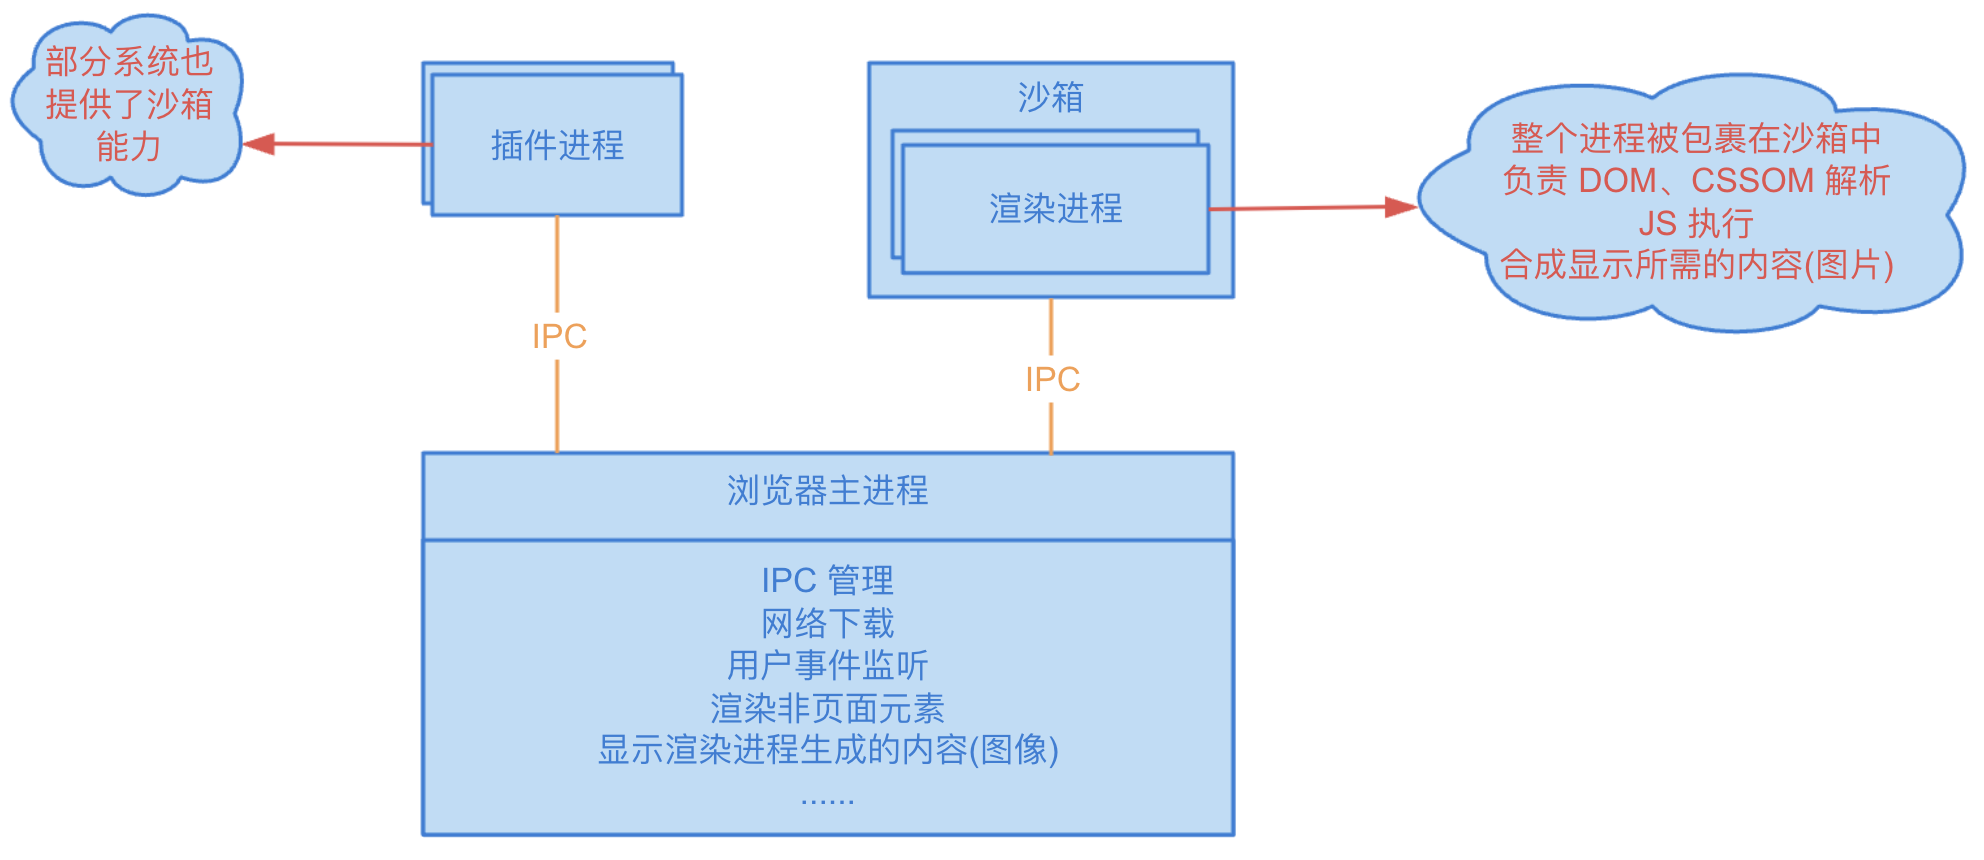 部分系统也
提供了沙箱
能力
插件进程
沙箱
渲染进程
整个进程被包裹在沙箱中
负责 DOM、CSSOM 解析
JS 执行
合成显示所需的内容(图片)
IPC
IPC
浏览器主进程
IPC 管理
网络下载
用户事件监听
渲染非页面元素
显示渲染进程生成的内容(图像)
......